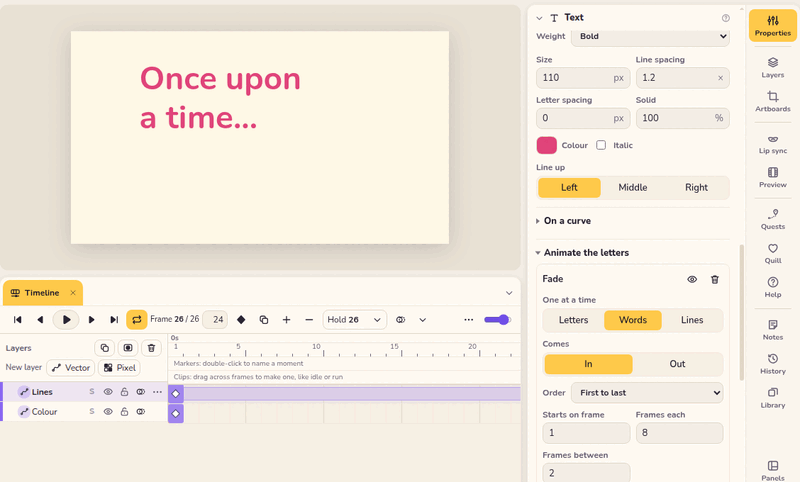 Once upon
a time...
Text
Weight Bold
Size Line spacing
110 px 1.2 ×
Letter spacing Solid
0 px 100 %
Colour Italic
Line up
Left Middle Right
On a curve
Animate the letters
Fade
One at a time
Letters Words Lines
Comes
In Out
Order First to last
Starts on frame Frames each
1 8
Frames between
2
Properties
Layers
Artboards
Lip sync
Preview
Quests
Quill
Help
Notes
History
Library
Panels
Timeline ×
Frame 26 / 26 24 Hold 26
Layers
New layer Vector Pixel
0s
1 5 10 15 20
Markers: double-click to name a moment
Clips: drag across frames to make one, like idle or run
Lines S
Colour S